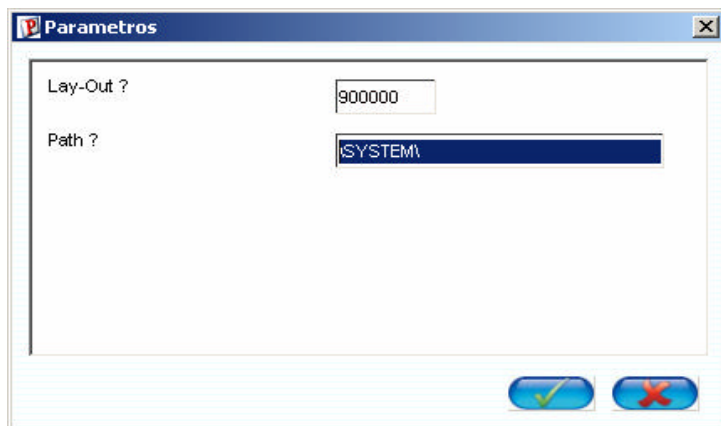 Parametros
Lay-Out ?
900000
Path ?
\SYSTEM\